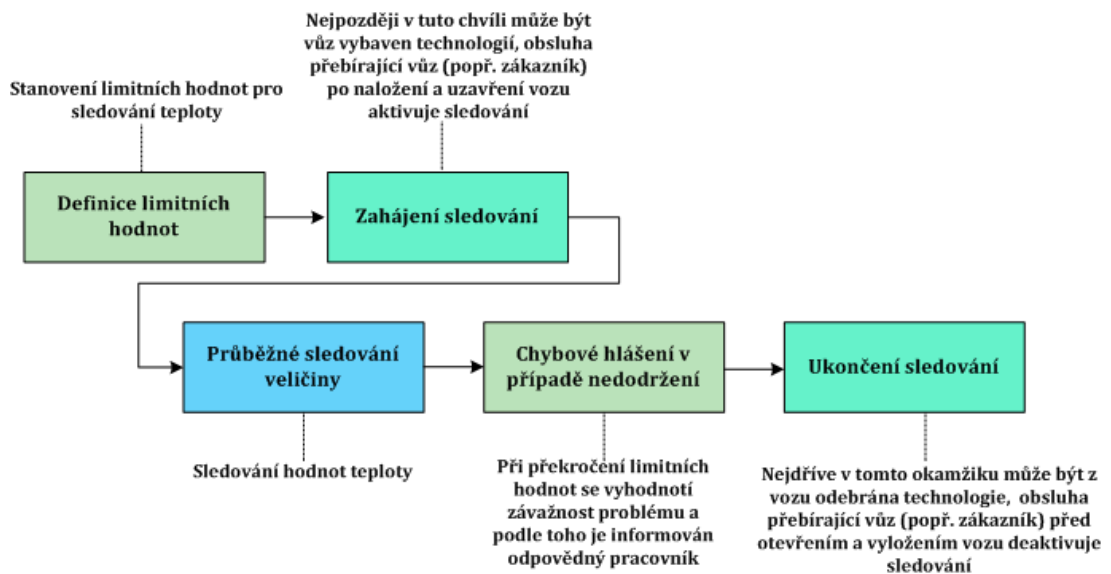 Nejpozději v tuto chvíli může být
vůz vybaven technologií, obsluha
přebírající vůz (popř. zákazník)
po naložení a uzavření vozu
aktivuje sledování
Stanovení limitních hodnot pro
sledování teploty
Definice limitních
hodnot
Zahájení sledování
Průběžné sledování
veličiny
Chybové hlášení v
případě nedodržení
Ukončení sledování
Sledování hodnot teploty
Při překročení limitních
hodnot se vyhodnotí
závažnost problému a
podle toho je informován
odpovědný pracovník
Nejdříve v tomto okamžiku může být z
vozu odebrána technologie, obsluha
přebírající vůz (popř. zákazník) před
otevřením a vyložením vozu deaktivuje
sledování